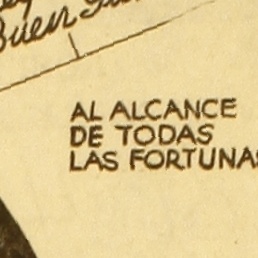 Buen
AL ALCANCE
DE TODAS
LAS FORTUNAS